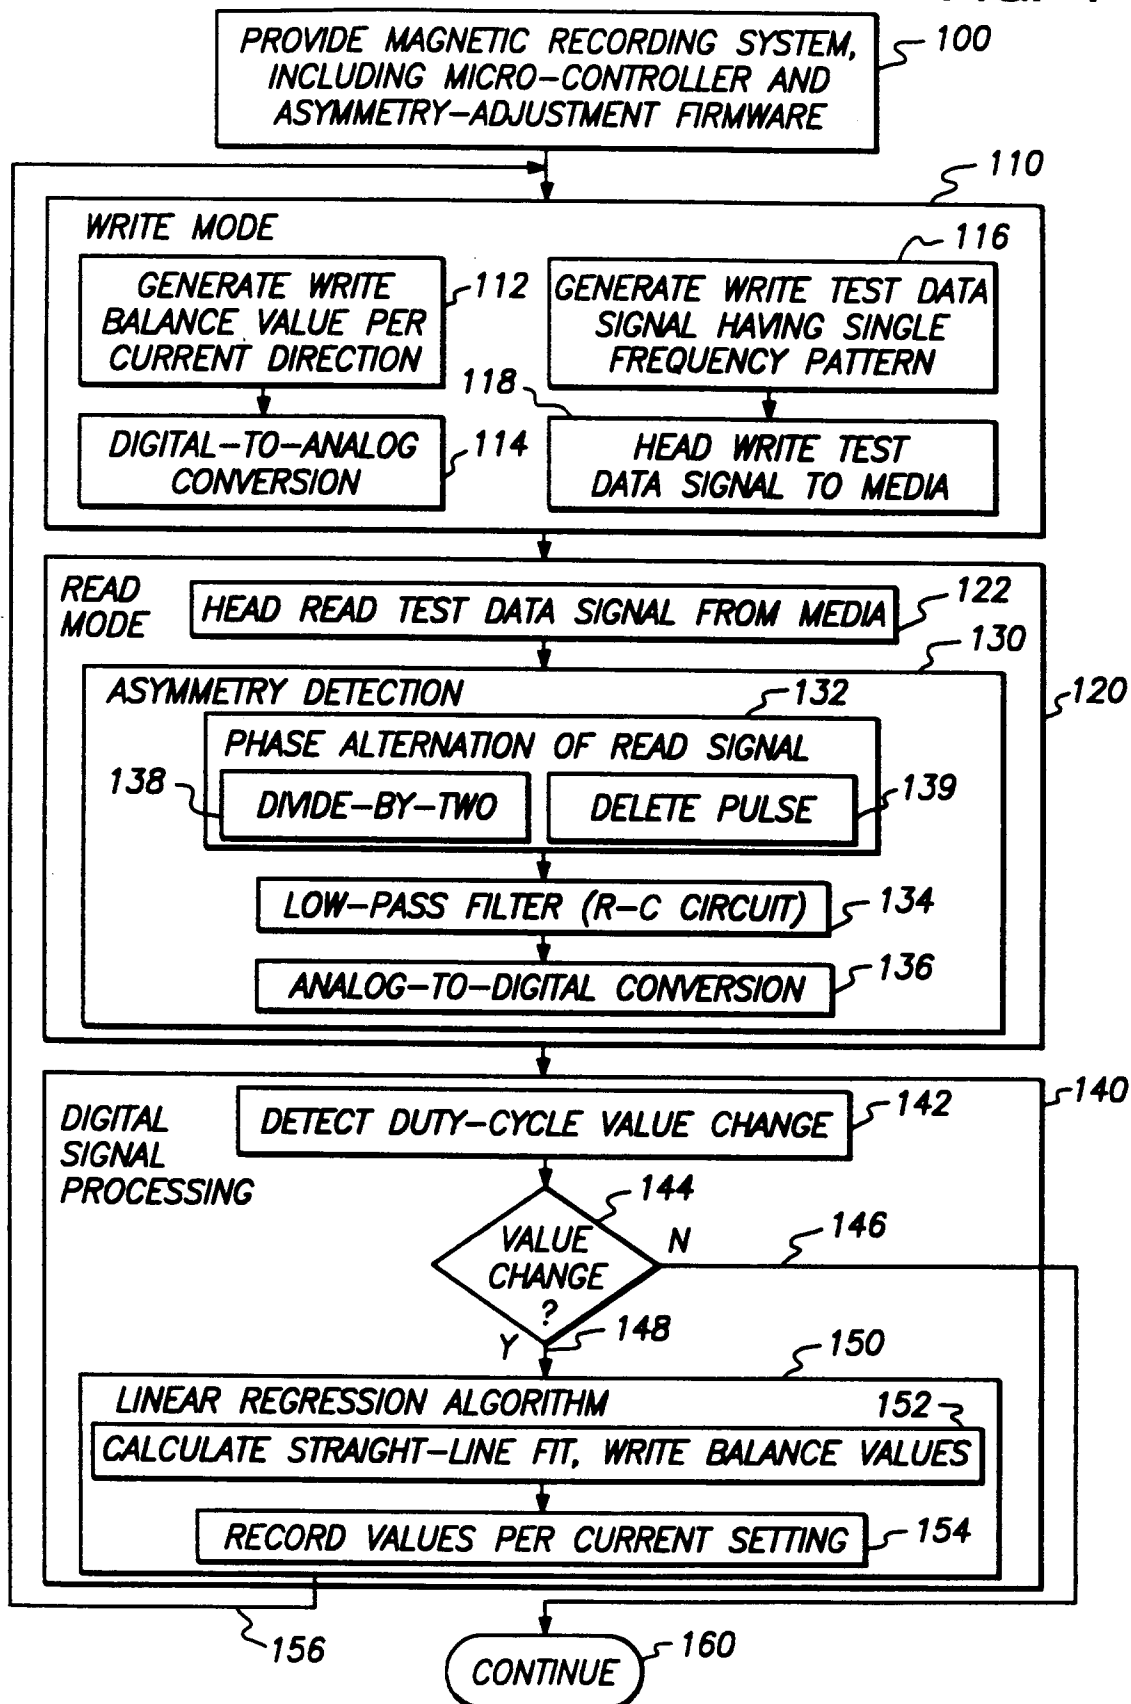 PROVIDE MAGNETIC RECORDING SYSTEM,
INCLUDING MICRO-CONTROLLER AND
ASYMMETRY-ADJUSTMENT FIRMWARE
100
110
WRITE MODE
GENERATE WRITE
BALANCE VALUE PER
CURRENT DIRECTION
112
DIGITAL-TO-ANALOG
CONVERSION
114
116
GENERATE WRITE TEST DATA
SIGNAL HAVING SINGLE
FREQUENCY PATTERN
118
HEAD WRITE TEST
DATA SIGNAL TO MEDIA
READ
MODE
HEAD READ TEST DATA SIGNAL FROM MEDIA
122
130
120
ASYMMETRY DETECTION
132
PHASE ALTERNATION OF READ SIGNAL
138
DIVIDE-BY-TWO
DELETE PULSE
139
LOW-PASS FILTER (R-C CIRCUIT)
134
ANALOG-TO-DIGITAL CONVERSION
136
140
DIGITAL
SIGNAL
PROCESSING
DETECT DUTY-CYCLE VALUE CHANGE
142
144
VALUE
CHANGE
?
N
146
Y
148
150
LINEAR REGRESSION ALGORITHM
152
CALCULATE STRAIGHT-LINE FIT, WRITE BALANCE VALUES
RECORD VALUES PER CURRENT SETTING
154
156
CONTINUE
160